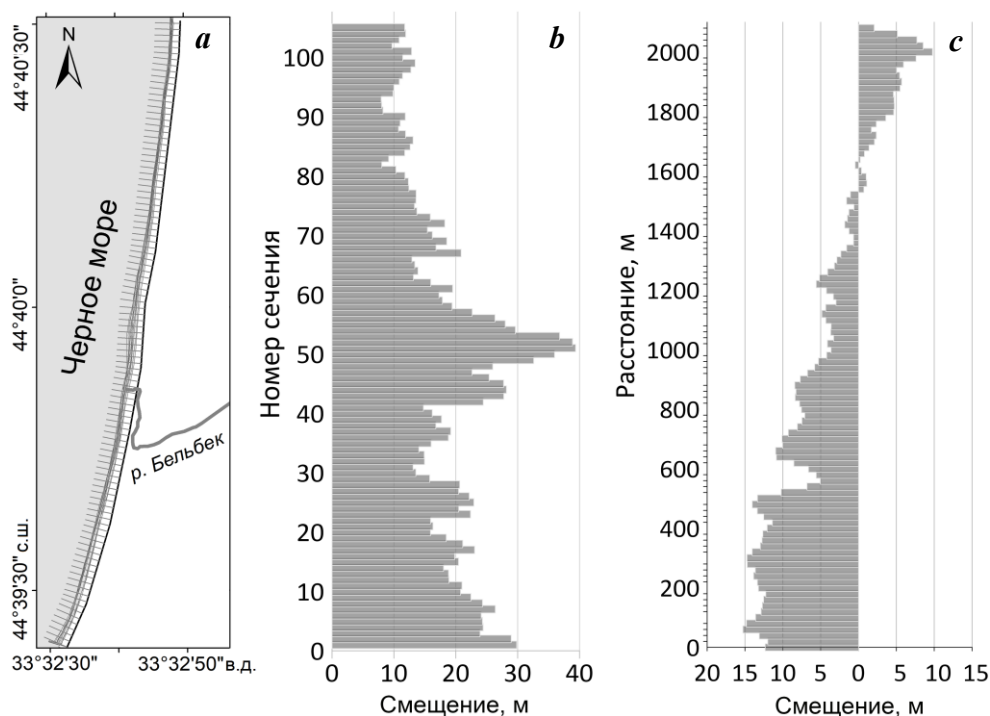 a
N
44°40'30"
44°40'0"
44°39'30" с.ш.
Черное море
р. Бельбек
33°32'30"
33°32'50"в.д.
b
Номер сечения
100
90
80
70
60
50
40
30
20
10
0
0 10 20 30 40
Смещение, м
c
Расстояние, м
2000
1800
1600
1400
1200
1000
800
600
400
200
0
20 15 10 5 0 5 10 15
Смещение, м